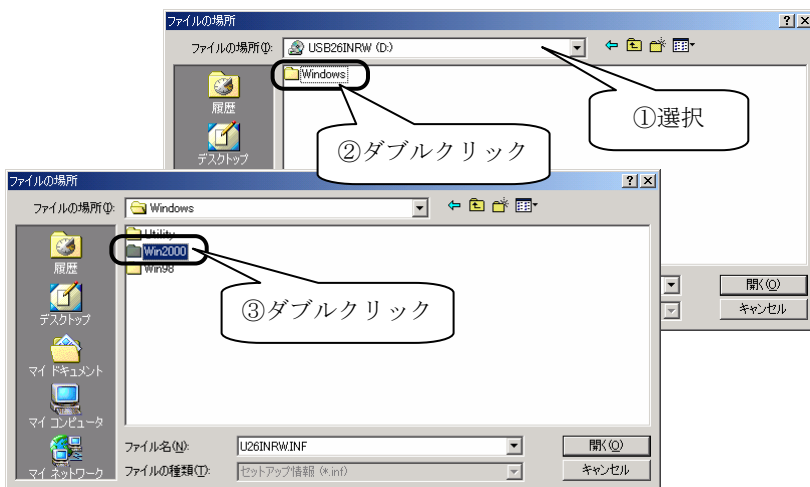 ファイルの場所
ファイルの場所(I):
USB26INRW (D:)
Windows
履歴
デスクトップ
①選択
②ダブルクリック
開く(O)
キャンセル
ファイルの場所
ファイルの場所(I):
Windows
Utility
Win2000
Win98
履歴
デスクトップ
マイ ドキュメント
マイ コンピュータ
マイ ネットワーク
③ダブルクリック
ファイル名(N):
U26INRW.INF
開く(O)
ファイルの種類(T):
セットアップ情報 (*.inf)
キャンセル